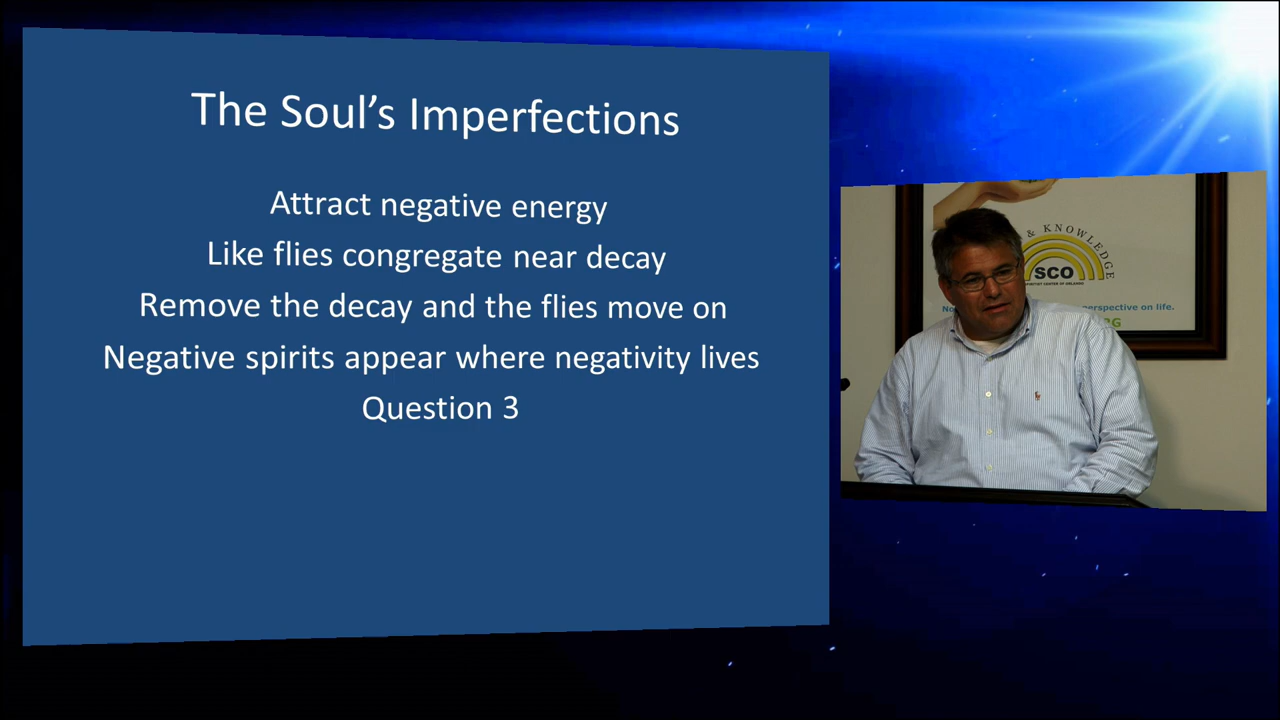 The Soul's Imperfections
Attract negative energy
Like flies congregate near decay
Remove the decay and the flies move on
Negative spirits appear where negativity lives
Question 3
& KNOWLEDGE
SCO
perspective on life.